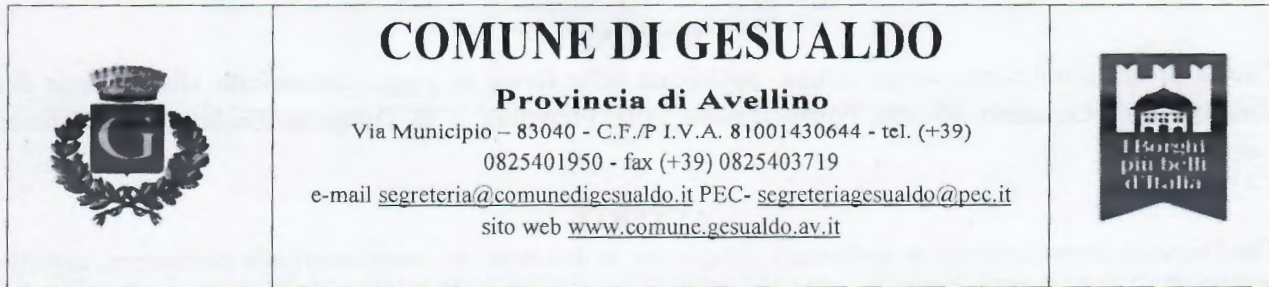 COMUNE DI GESUALDO
Provincia di Avellino
Via Municipio – 83040 - C.F./P I.V.A. 81001430644 - tel. (+39)
0825401950 - fax (+39) 0825403719
e-mail segreteria@comunedigesualdo.it PEC- segreteriagesualdo@pec.it
sito web www.comune.gesualdo.av.it
G
I Borghi
più belli
d'Italia